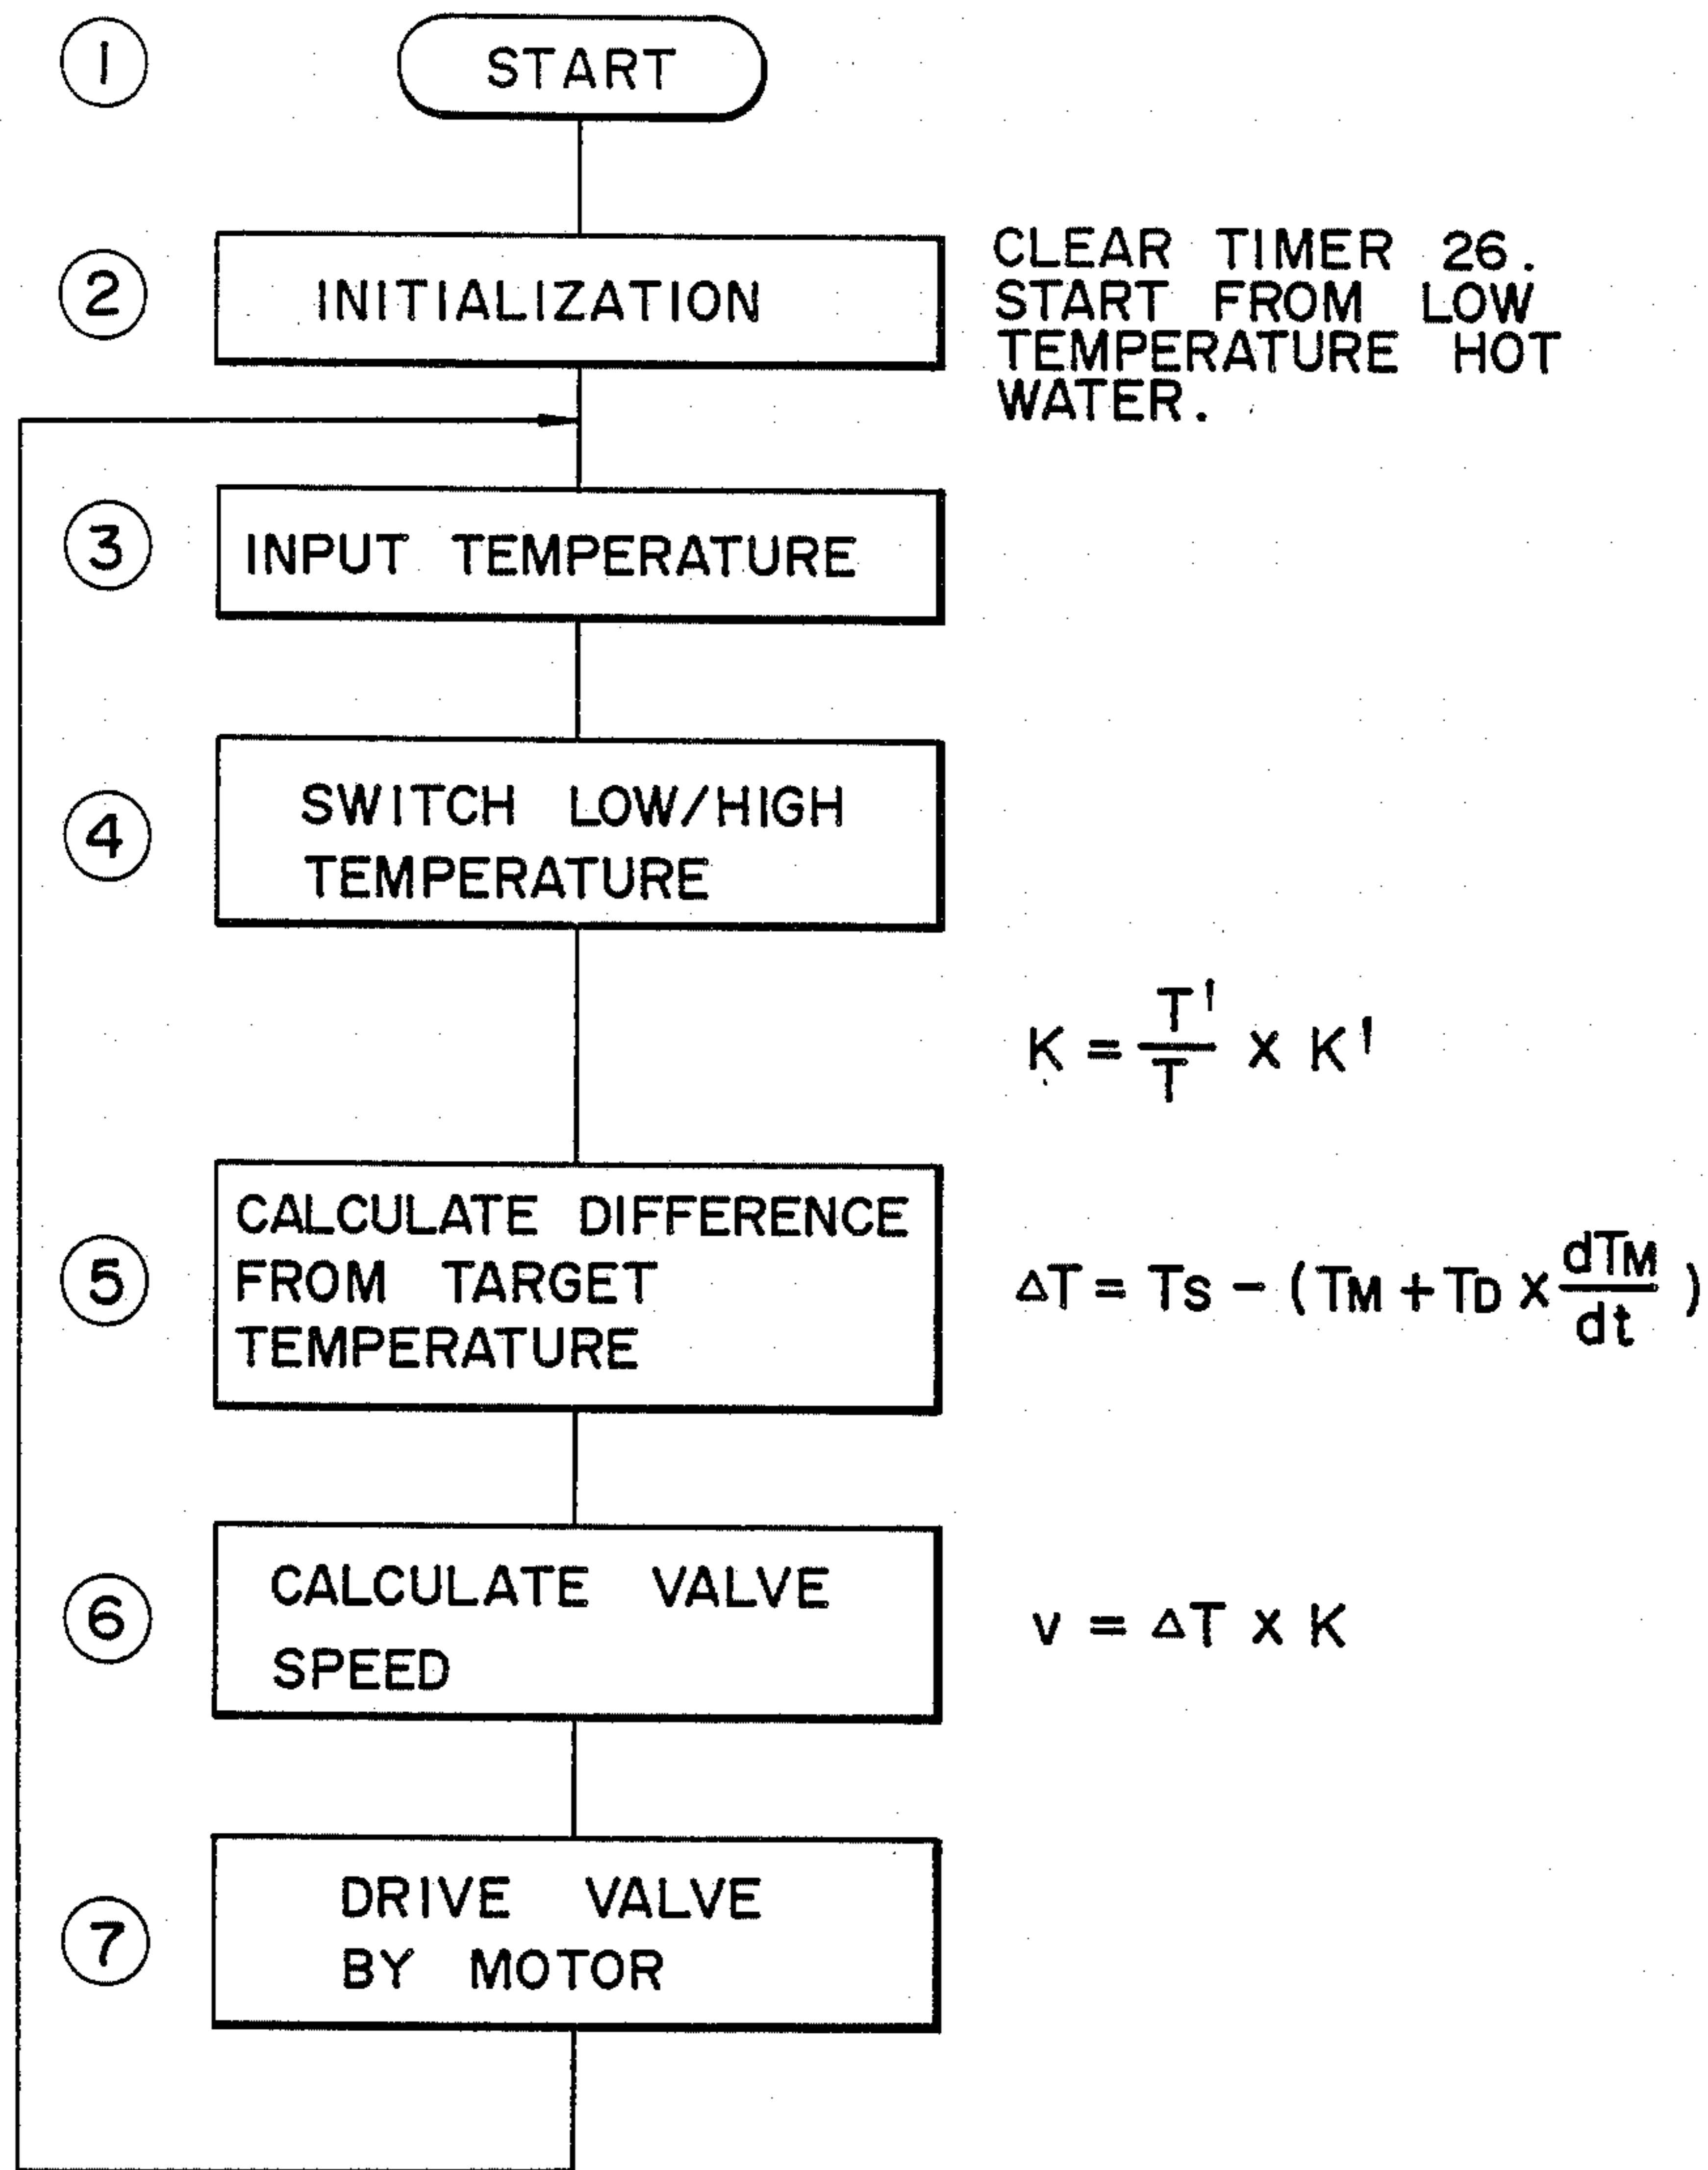 1
START
2
INITIALIZATION
CLEAR TIMER 26.
START FROM LOW
TEMPERATURE HOT
WATER.
3
INPUT TEMPERATURE
4
SWITCH LOW/HIGH
TEMPERATURE
K = T'/T × K'
5
CALCULATE DIFFERENCE
FROM TARGET
TEMPERATURE
ΔT = TS − (TM + TD × dTM/dt)
6
CALCULATE VALVE
SPEED
v = ΔT × K
7
DRIVE VALVE
BY MOTOR